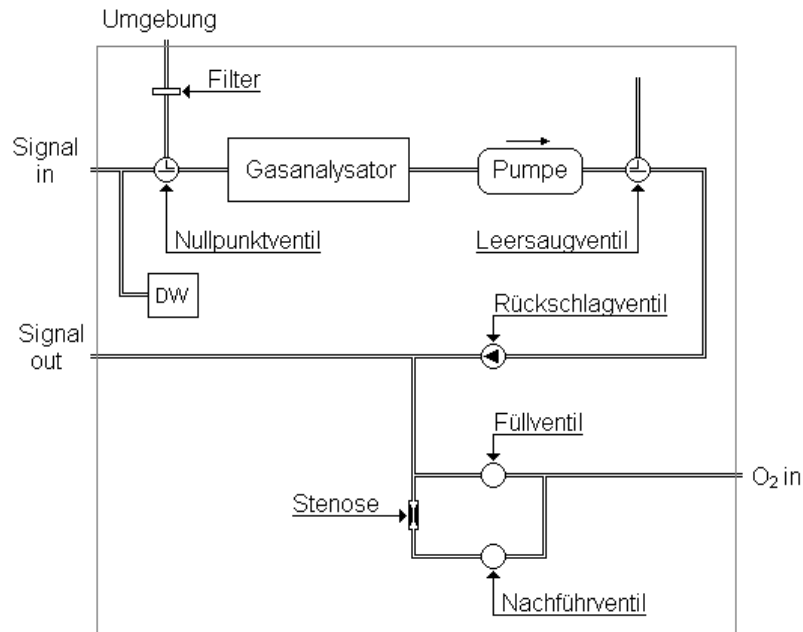 Umgebung
Filter
Signal
in
Gasanalysator
Pumpe
Nullpunktventil
Leersaugventil
DW
Rückschlagventil
Signal
out
Füllventil
O₂ in
Stenose
Nachführventil